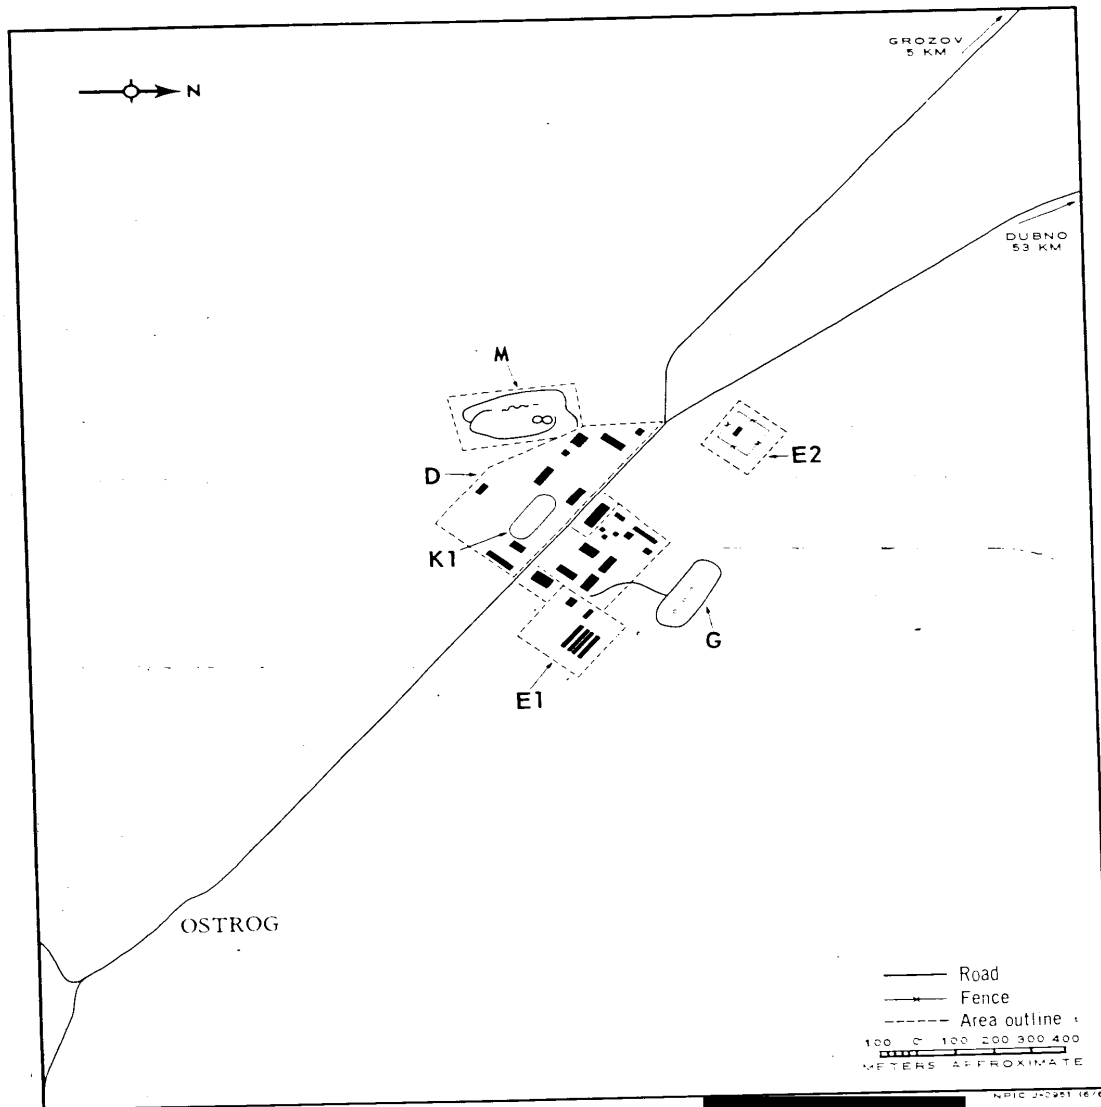 GROZOV
5 KM
N
DUBNO
53 KM
M
D
E2
K1
G
E1
OSTROG
Road
Fence
Area outline
100 0 100 200 300 400
METERS APPROXIMATE